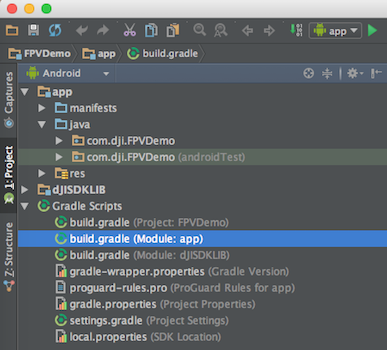 app
FPVDemo app build.gradle
Android
Captures
1: Project
Z: Structure
app
manifests
java
com.dji.FPVDemo
com.dji.FPVDemo (androidTest)
res
dJISDKLIB
Gradle Scripts
build.gradle (Project: FPVDemo)
build.gradle (Module: app)
build.gradle (Module: dJISDKLIB)
gradle-wrapper.properties (Gradle Version)
proguard-rules.pro (ProGuard Rules for app)
gradle.properties (Project Properties)
settings.gradle (Project Settings)
local.properties (SDK Location)